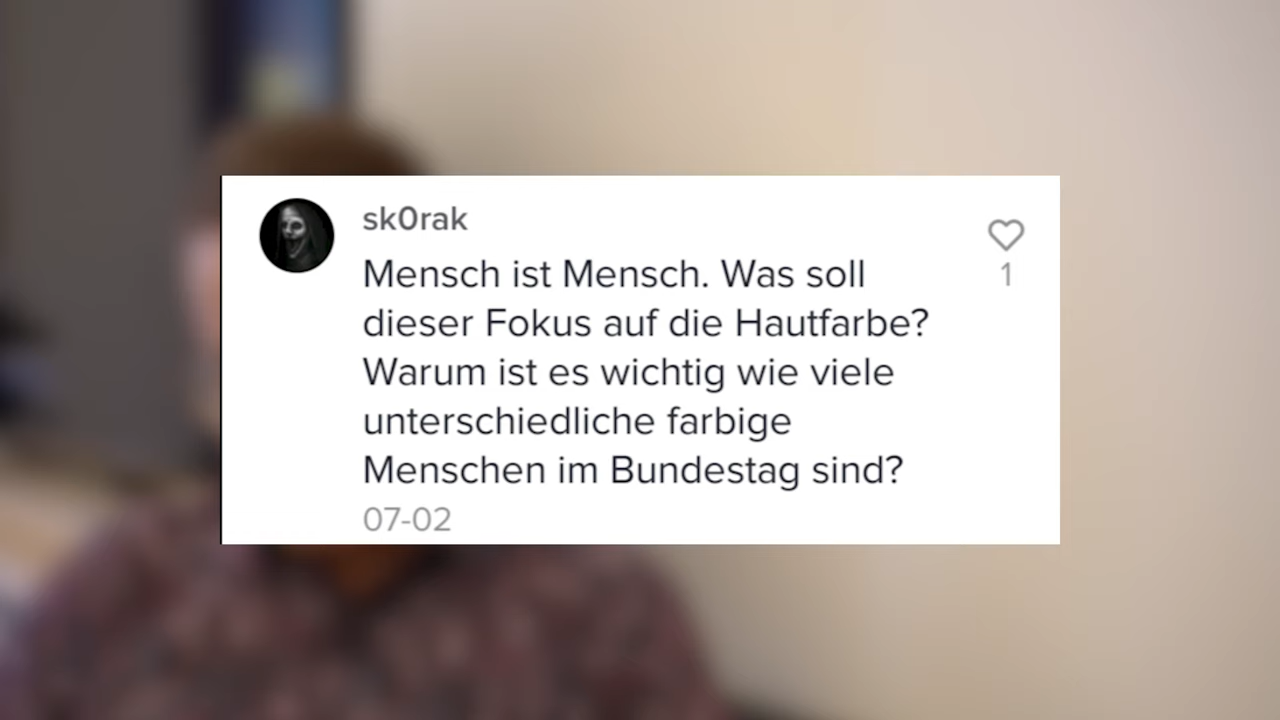 sk0rak
Mensch ist Mensch. Was soll
dieser Fokus auf die Hautfarbe?
Warum ist es wichtig wie viele
unterschiedliche farbige
Menschen im Bundestag sind?
07-02
1